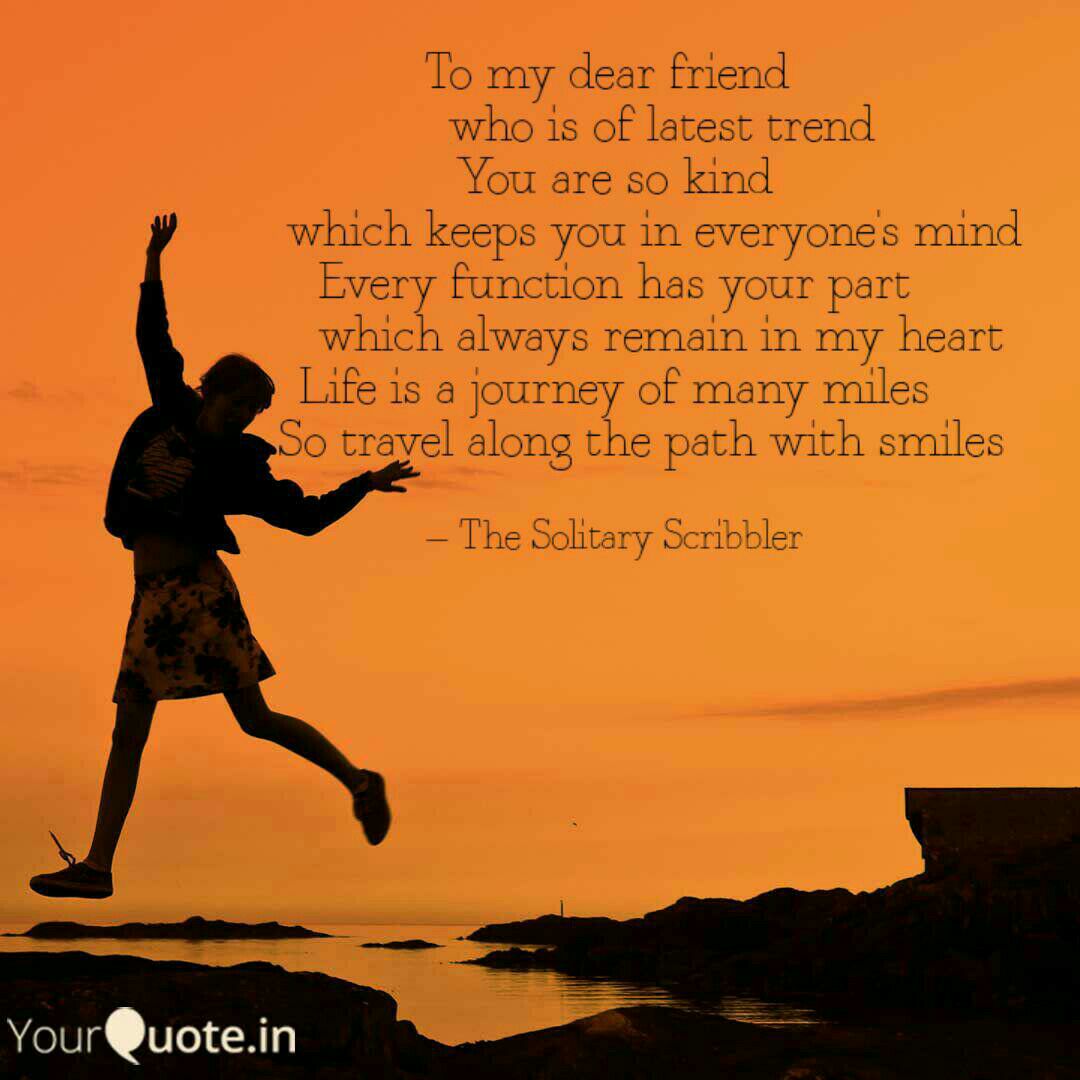 To my dear friend
who is of latest trend
You are so kind
which keeps you in everyone's mind
Every function has your part
which always remain in my heart
Life is a journey of many miles
So travel along the path with smiles
– The Solitary Scribbler
YourQuote.in